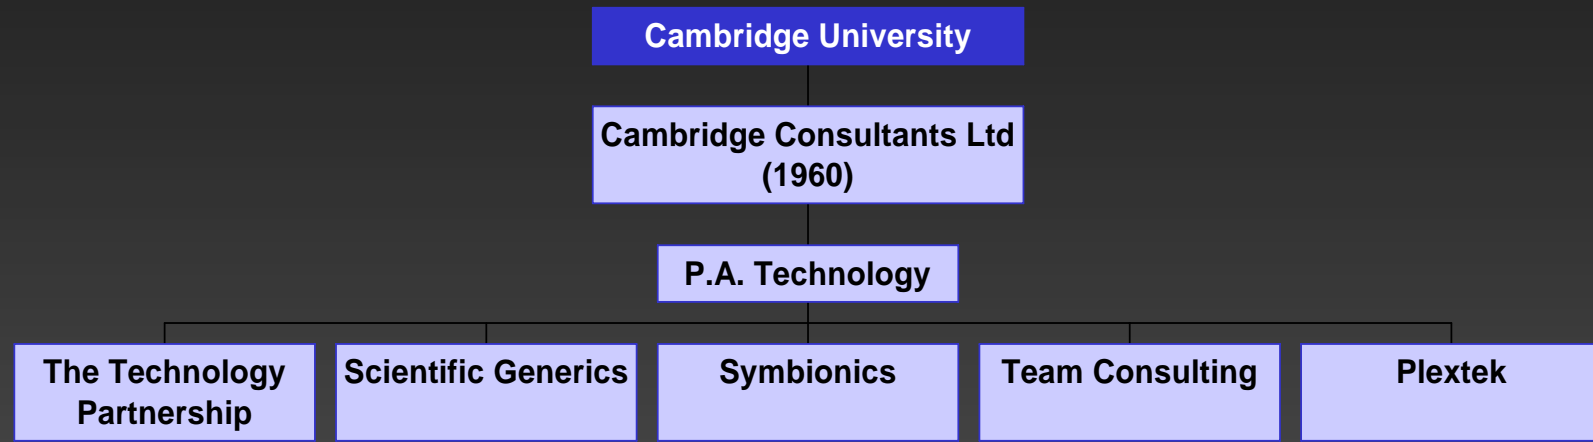 Cambridge University
Cambridge Consultants Ltd
(1960)
P.A. Technology
The Technology
Partnership
Scientific Generics
Symbionics
Team Consulting
Plextek